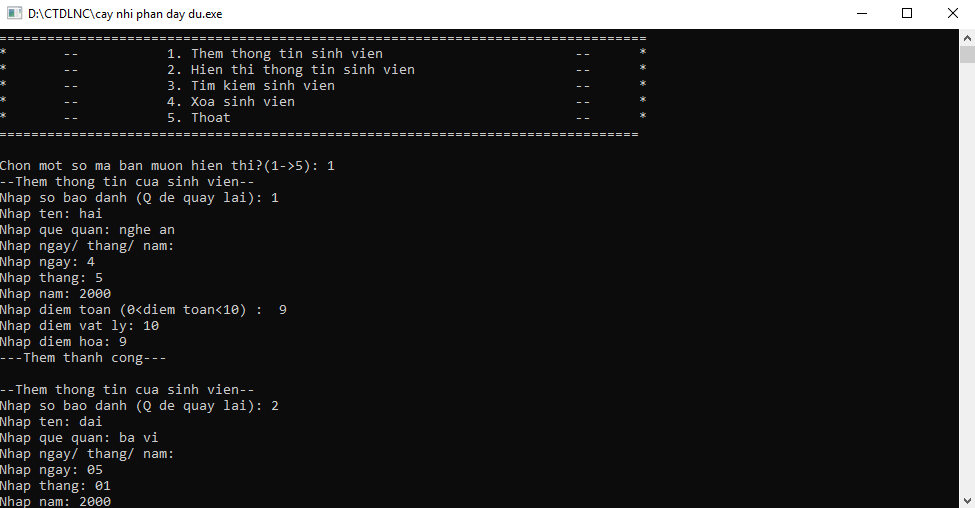 D:\CTDLNC\cay nhi phan day du.exe
=================================================================================
* -- 1. Them thong tin sinh vien -- *
* -- 2. Hien thi thong tin sinh vien -- *
* -- 3. Tim kiem sinh vien -- *
* -- 4. Xoa sinh vien -- *
* -- 5. Thoat -- *
================================================================================
Chon mot so ma ban muon hien thi?(1->5): 1
--Them thong tin cua sinh vien--
Nhap so bao danh (Q de quay lai): 1
Nhap ten: hai
Nhap que quan: nghe an
Nhap ngay/ thang/ nam:
Nhap ngay: 4
Nhap thang: 5
Nhap nam: 2000
Nhap diem toan (0<diem toan<10) :  9
Nhap diem vat ly: 10
Nhap diem hoa: 9
---Them thanh cong---
--Them thong tin cua sinh vien--
Nhap so bao danh (Q de quay lai): 2
Nhap ten: dai
Nhap que quan: ba vi
Nhap ngay/ thang/ nam:
Nhap ngay: 05
Nhap thang: 01
Nhap nam: 2000